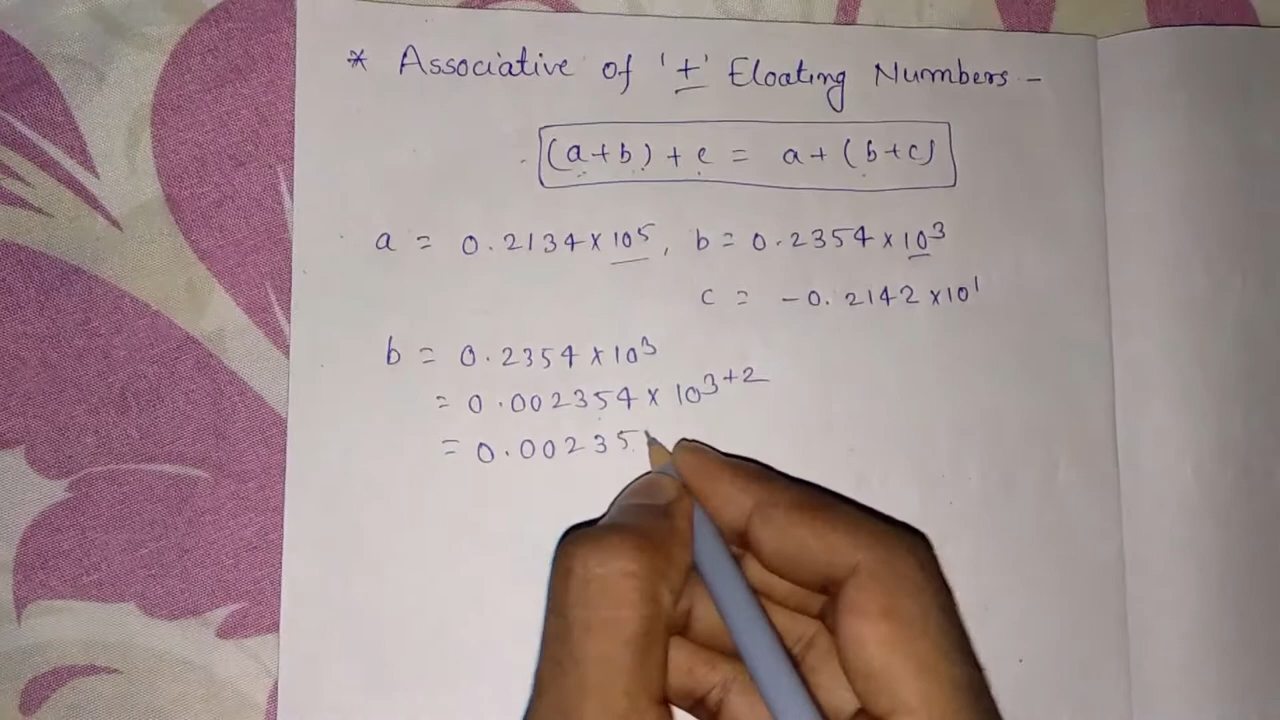 * Associative of '+' Floating Numbers -
(a+b) + c = a + (b+c)
a = 0.2134 × 10⁵, b = 0.2354 × 10³
c = -0.2142 × 10¹
b = 0.2354 × 10³
= 0.002354 × 10³⁺²
= 0.00235